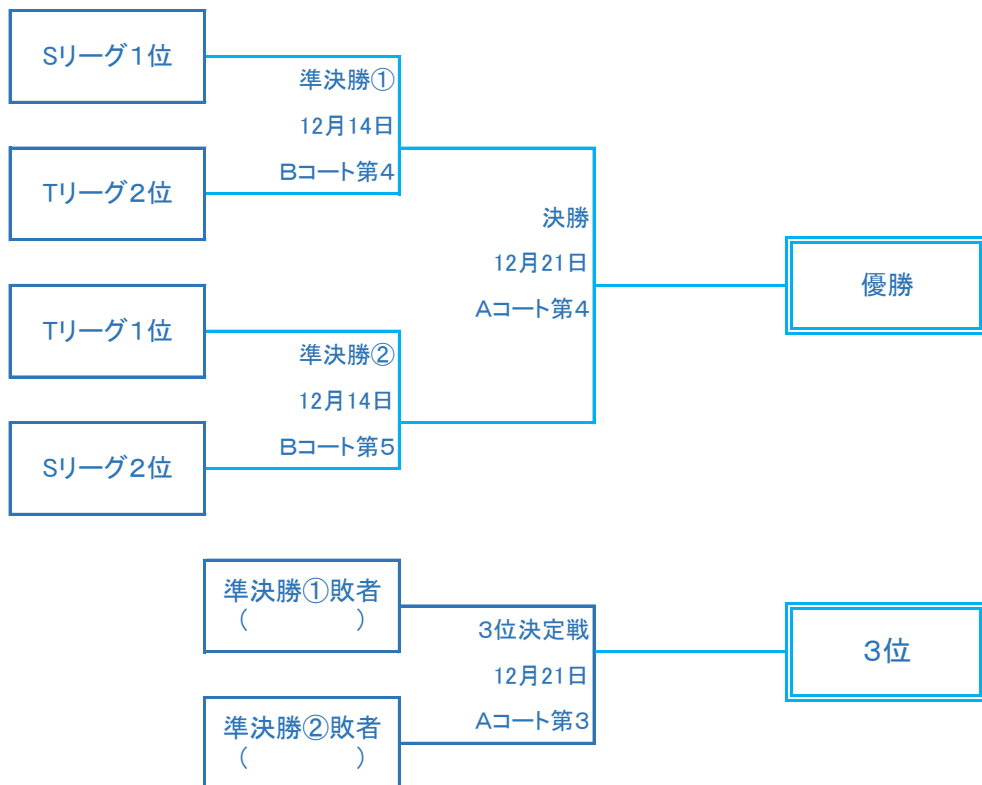 Sリーグ１位
準決勝①
12月14日
Bコート第4
Tリーグ２位
決勝
12月21日
Aコート第4
優勝
Tリーグ１位
準決勝②
12月14日
Bコート第5
Sリーグ２位
準決勝①敗者
（　　　　　）
3位決定戦
12月21日
Aコート第3
３位
準決勝②敗者
（　　　　　）